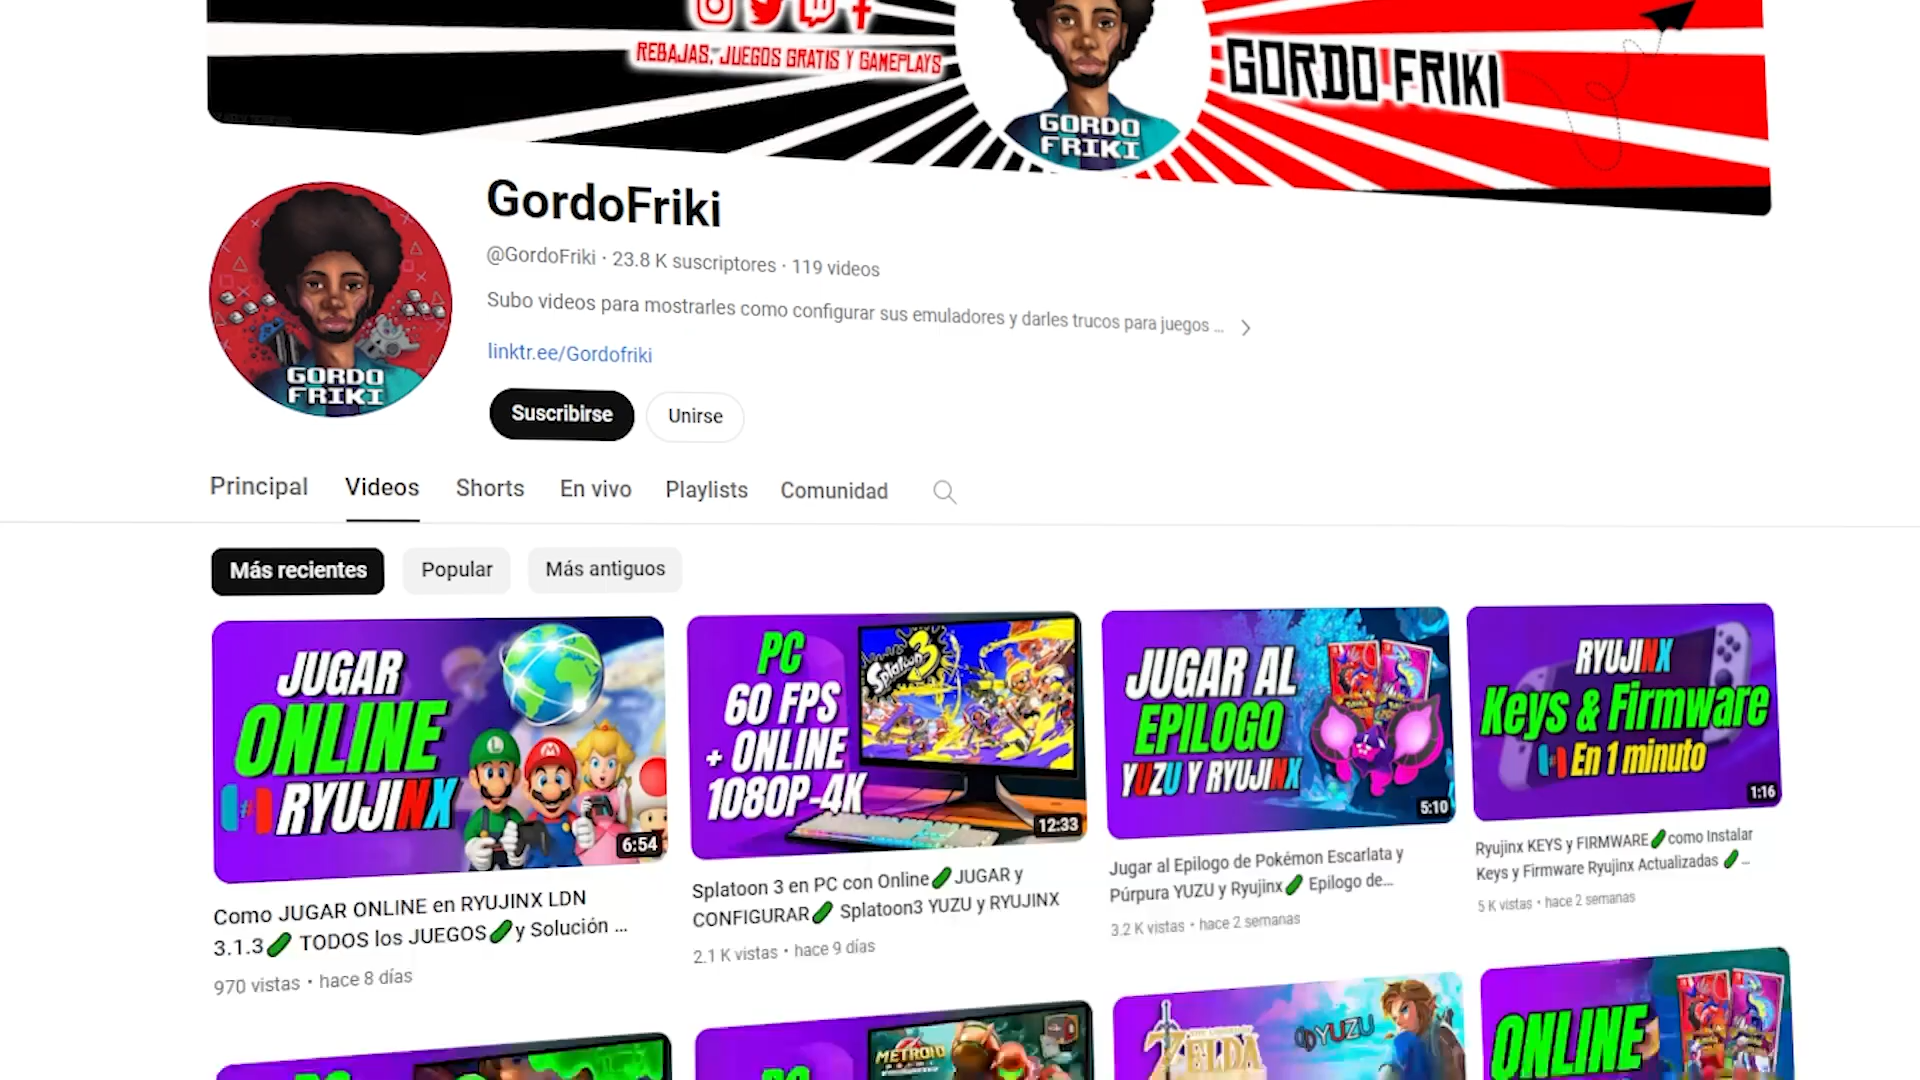 REBAJAS, JUEGOS GRATIS Y GAMEPLAYS
GORDO FRIKI
GORDO
FRIKI
GordoFriki
@GordoFriki · 23.8 K suscriptores · 119 videos
Subo videos para mostrarles como configurar sus emuladores y darles trucos para juegos ...
linktr.ee/Gordofriki
GORDO
FRIKI
Suscribirse
Unirse
Principal
Videos
Shorts
En vivo
Playlists
Comunidad
Más recientes
Popular
Más antiguos
JUGAR
ONLINE
RYUJINX
6:54
Como JUGAR ONLINE en RYUJINX LDN
3.1.3 TODOS los JUEGOS y Solución ...
970 vistas • hace 8 días
PC
60 FPS
+ ONLINE
1080P-4K
Splatoon 3
12:33
Splatoon 3 en PC con Online JUGAR y
CONFIGURAR Splatoon3 YUZU y RYUJINX
2.1 K vistas • hace 9 días
JUGAR AL
EPILOGO
YUZU Y RYUJINX
5:10
Jugar al Epilogo de Pokémon Escarlata y
Púrpura YUZU y Ryujinx Epilogo de...
3.2 K vistas • hace 2 semanas
RYUJINX
Keys & Firmware
En 1 minuto
1:16
Ryujinx KEYS y FIRMWARE como Instalar
Keys y Firmware Ryujinx Actualizadas ...
5 K vistas • hace 2 semanas
PC
PC
METROID
ZELDA
YUZU
ONLINE